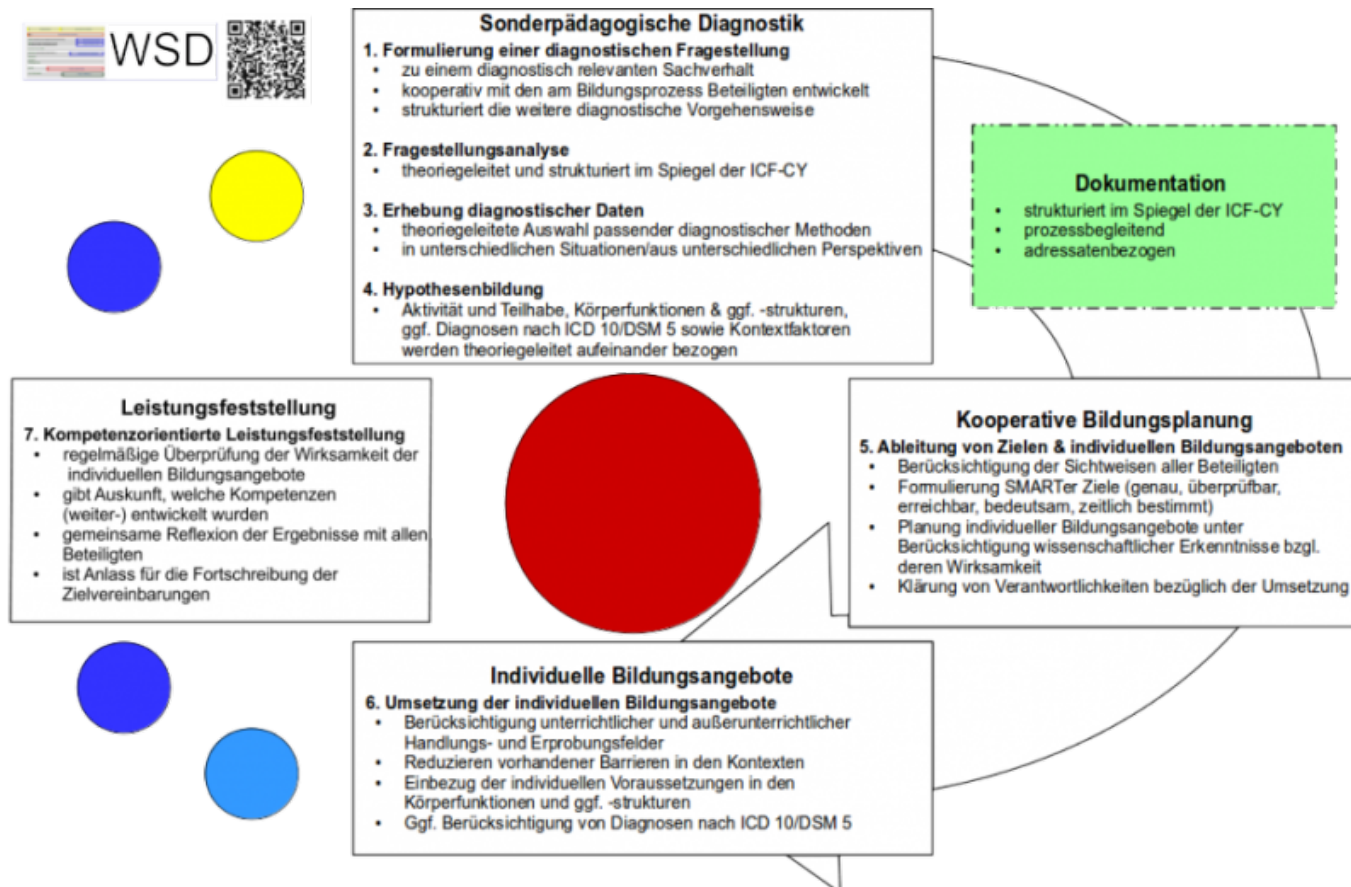 WSD
Sonderpädagogische Diagnostik
1. Formulierung einer diagnostischen Fragestellung
• zu einem diagnostisch relevanten Sachverhalt
• kooperativ mit den am Bildungsprozess Beteiligten entwickelt
• strukturiert die weitere diagnostische Vorgehensweise
2. Fragestellungsanalyse
• theoriegeleitet und strukturiert im Spiegel der ICF-CY
3. Erhebung diagnostischer Daten
• theoriegeleitete Auswahl passender diagnostischer Methoden
• in unterschiedlichen Situationen/aus unterschiedlichen Perspektiven
4. Hypothesenbildung
• Aktivität und Teilhabe, Körperfunktionen & ggf. -strukturen,
ggf. Diagnosen nach ICD 10/DSM 5 sowie Kontextfaktoren
werden theoriegeleitet aufeinander bezogen
Dokumentation
• strukturiert im Spiegel der ICF-CY
• prozessbegleitend
• adressatenbezogen
Leistungsfeststellung
7. Kompetenzorientierte Leistungsfeststellung
• regelmäßige Überprüfung der Wirksamkeit der
individuellen Bildungsangebote
• gibt Auskunft, welche Kompetenzen
(weiter-) entwickelt wurden
• gemeinsame Reflexion der Ergebnisse mit allen
Beteiligten
• ist Anlass für die Fortschreibung der
Zielvereinbarungen
Kooperative Bildungsplanung
5. Ableitung von Zielen & individuellen Bildungsangeboten
• Berücksichtigung der Sichtweisen aller Beteiligten
• Formulierung SMARTer Ziele (genau, überprüfbar,
erreichbar, bedeutsam, zeitlich bestimmt)
• Planung individueller Bildungsangebote unter
Berücksichtigung wissenschaftlicher Erkenntnisse bzgl.
deren Wirksamkeit
• Klärung von Verantwortlichkeiten bezüglich der Umsetzung
Individuelle Bildungsangebote
6. Umsetzung der individuellen Bildungsangebote
• Berücksichtigung unterrichtlicher und außerunterrichtlicher
Handlungs- und Erprobungsfelder
• Reduzieren vorhandener Barrieren in den Kontexten
• Einbezug der individuellen Voraussetzungen in den
Körperfunktionen und ggf. -strukturen
• Ggf. Berücksichtigung von Diagnosen nach ICD 10/DSM 5